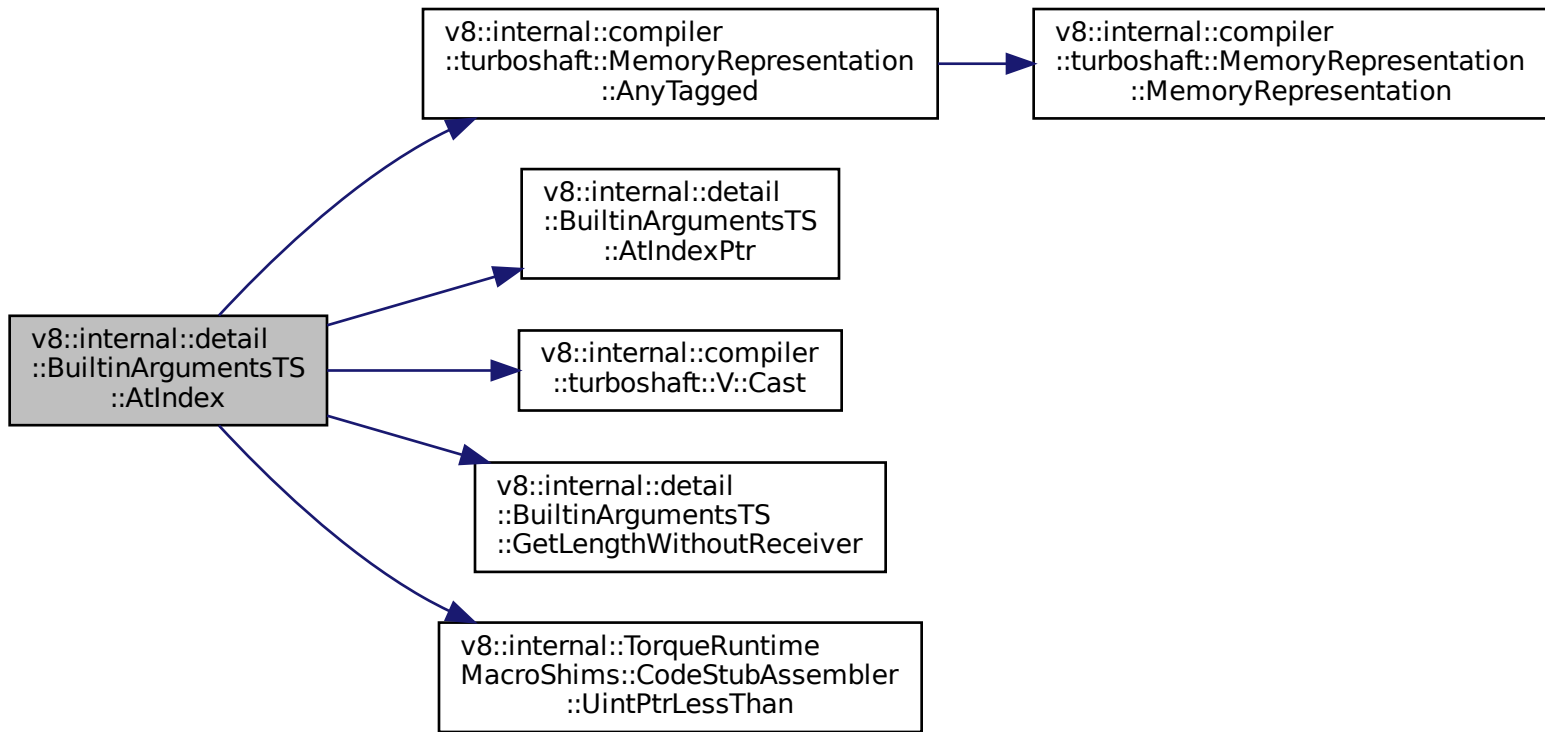 v8::internal::compiler
::turboshaft::MemoryRepresentation
::AnyTagged
v8::internal::compiler
::turboshaft::MemoryRepresentation
::MemoryRepresentation
v8::internal::detail
::BuiltinArgumentsTS
::AtIndexPtr
v8::internal::detail
::BuiltinArgumentsTS
::AtIndex
v8::internal::compiler
::turboshaft::V::Cast
v8::internal::detail
::BuiltinArgumentsTS
::GetLengthWithoutReceiver
v8::internal::TorqueRuntime
MacroShims::CodeStubAssembler
::UintPtrLessThan